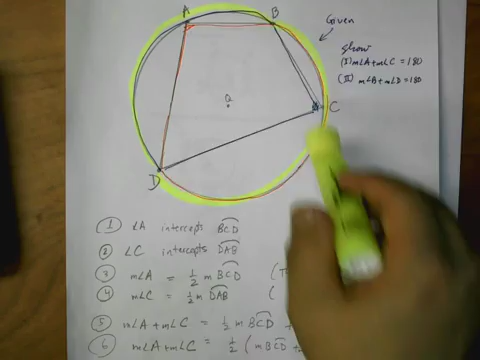 A
B
Given
Show
(I) m∠A+m∠C = 180
(II) m∠B+m∠D = 180
Q
C
D
① ∠A intercepts BCD
② ∠C intercepts DAB
③ m∠A = 1/2 m BCD (T
④ m∠C = 1/2 m DAB (
⑤ m∠A + m∠C = 1/2 m BCD +
⑥ m∠A + m∠C = 1/2 ( m BCD +